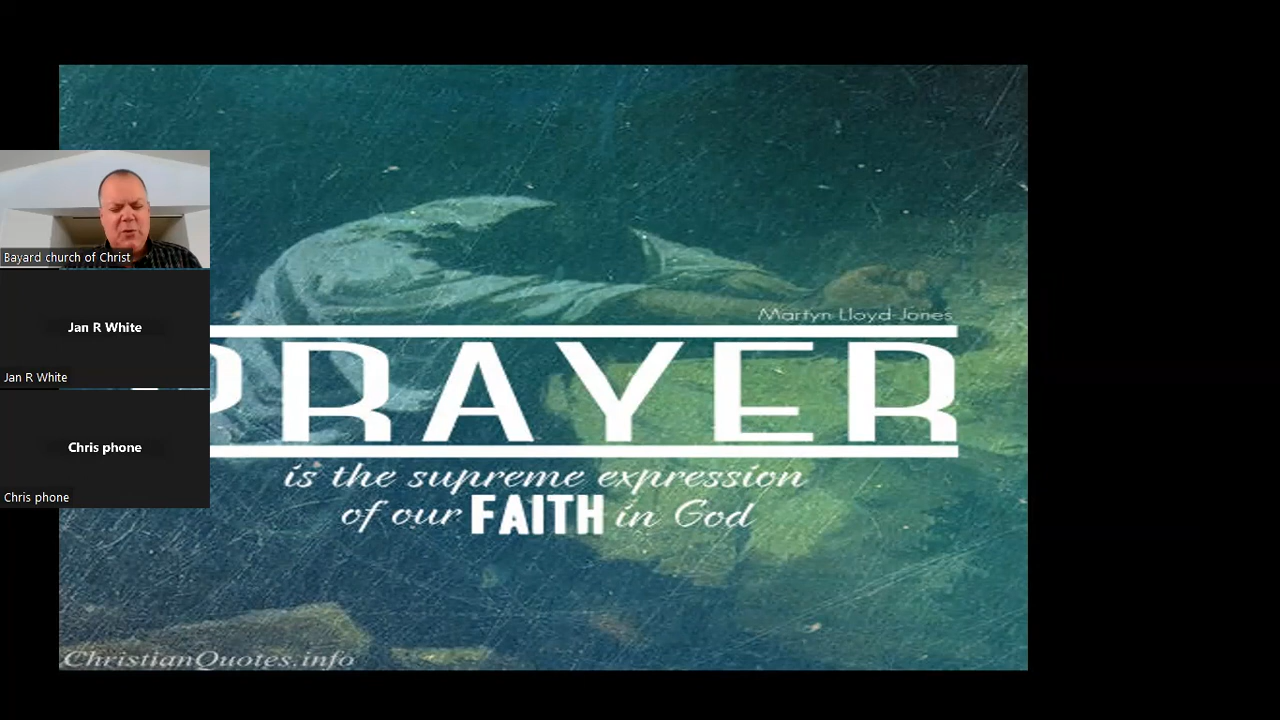 Bayard church of Christ
Jan R White
Jan R White
Chris phone
Chris phone
Martyn Lloyd-Jones
PRAYER
is the supreme expression
of our FAITH in God
ChristianQuotes.info